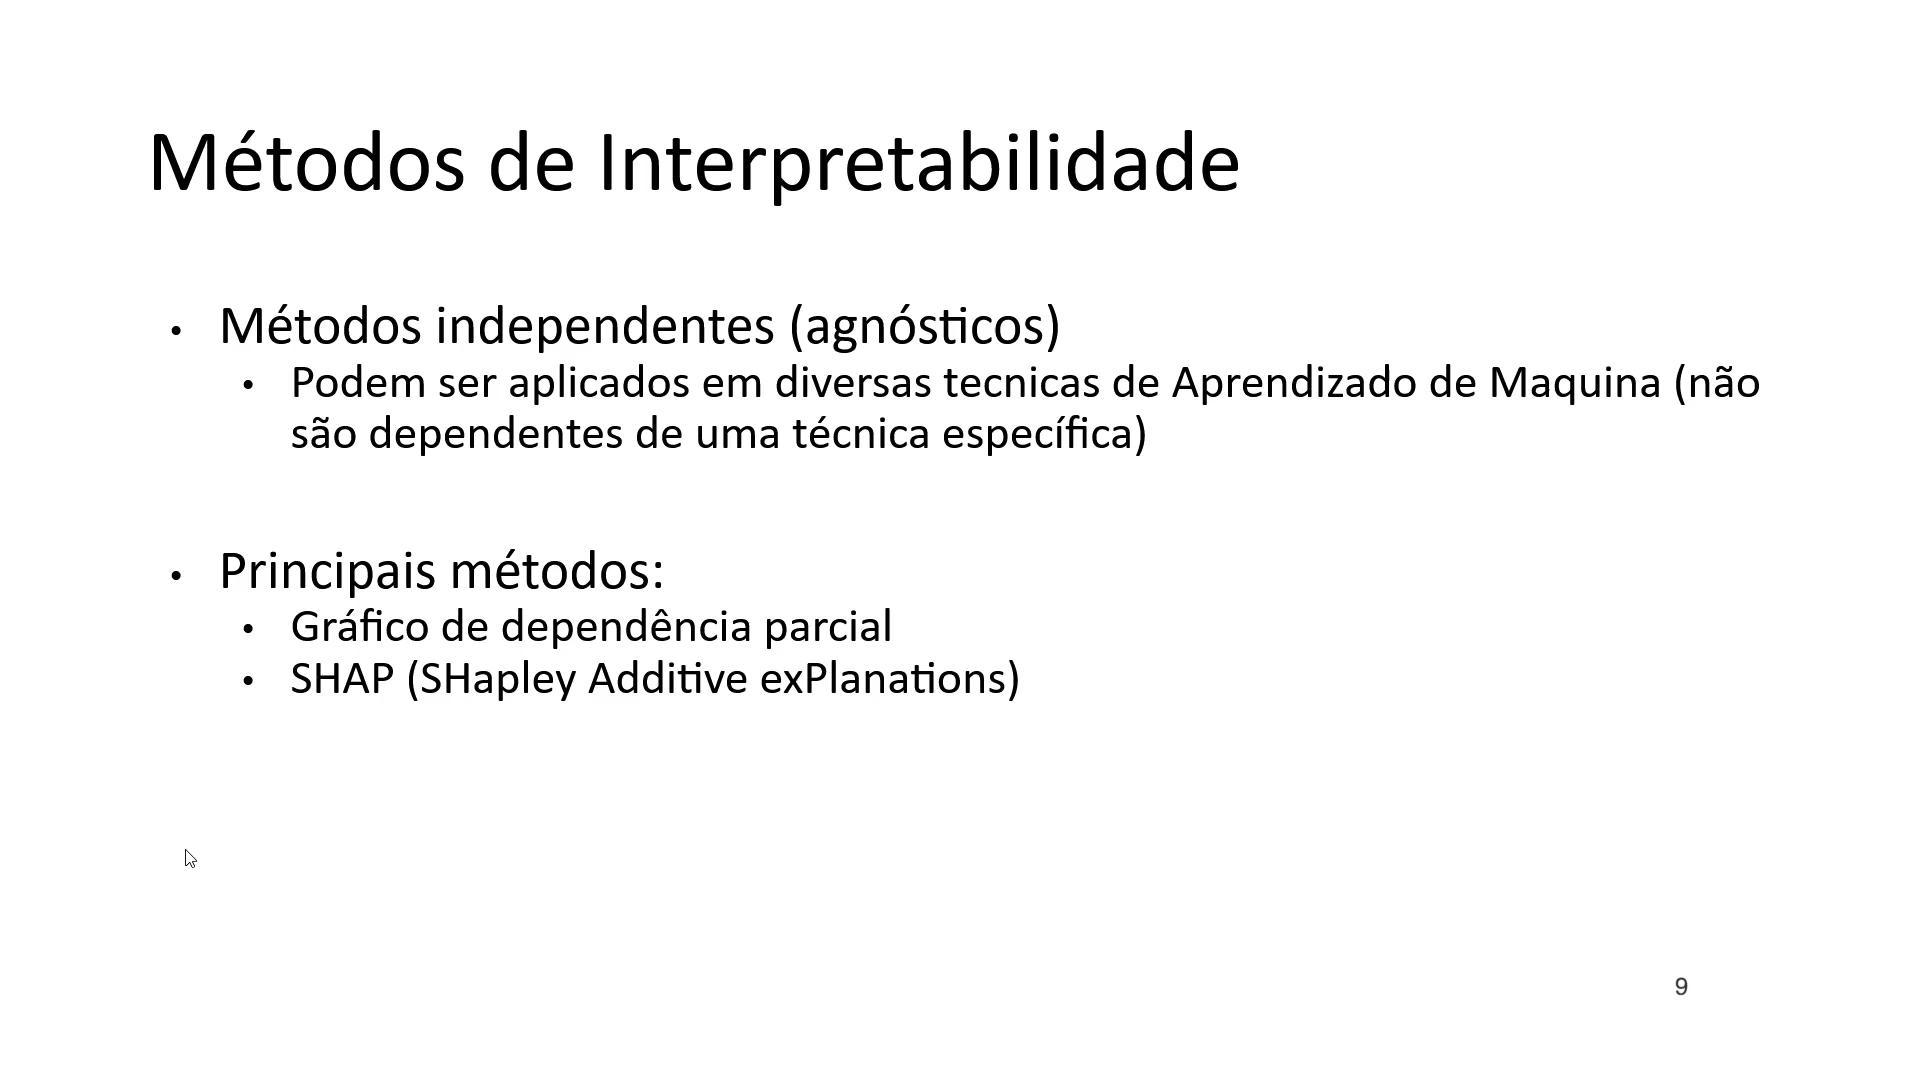 Métodos de Interpretabilidade
• Métodos independentes (agnósticos)
• Podem ser aplicados em diversas tecnicas de Aprendizado de Maquina (não
são dependentes de uma técnica específica)
• Principais métodos:
• Gráfico de dependência parcial
• SHAP (SHapley Additive exPlanations)
9